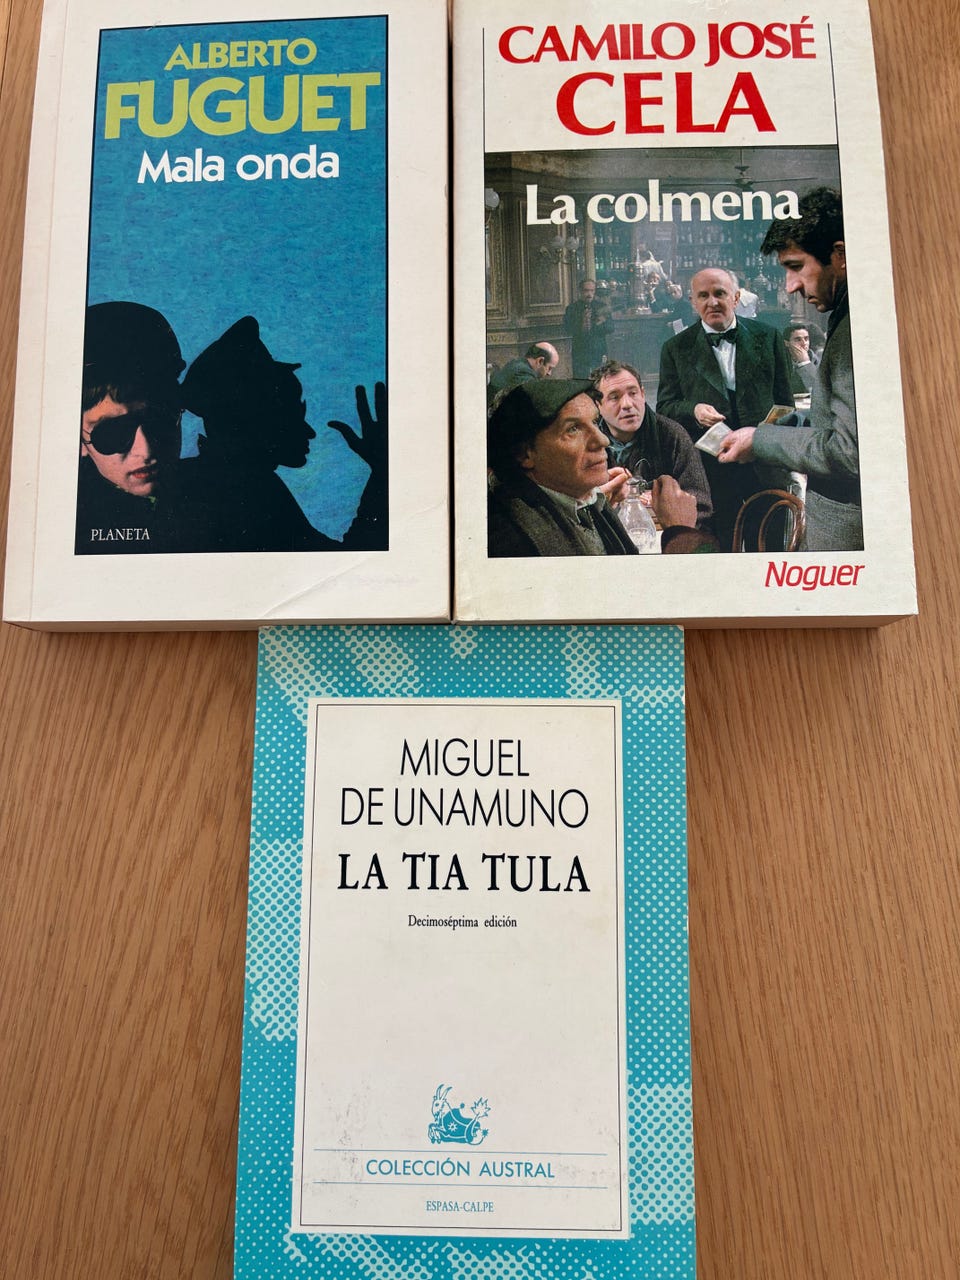 ALBERTO
FUGUET
Mala onda
PLANETA
CAMILO JOSÉ
CELA
La colmena
Noguer
MIGUEL
DE UNAMUNO
LA TIA TULA
Decimoséptima edición
COLECCIÓN AUSTRAL
ESPASA-CALPE